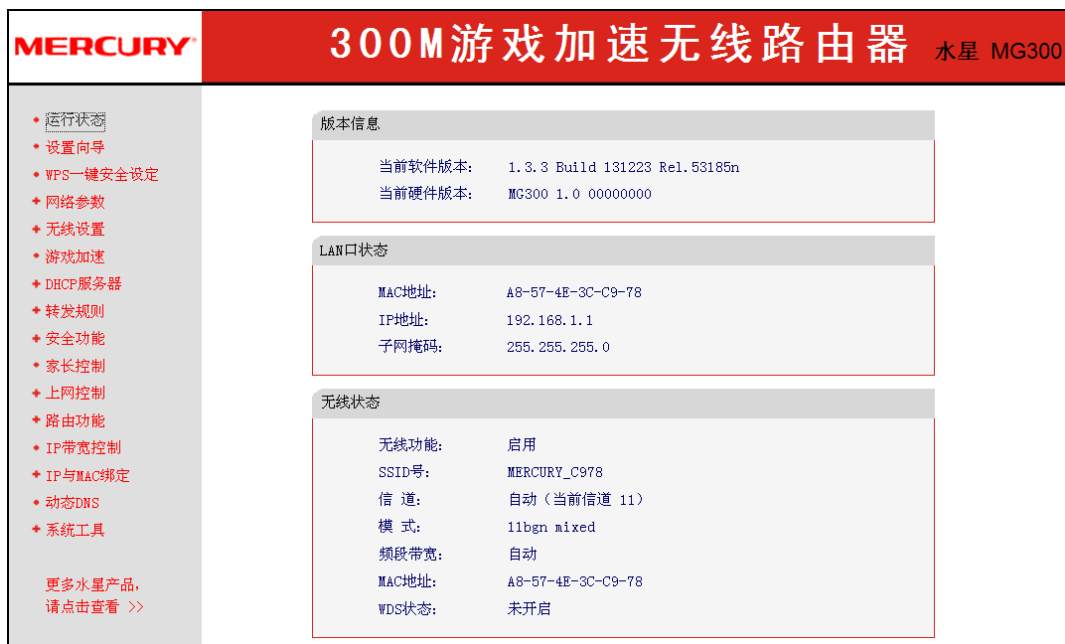 MERCURY®
300M游戏加速无线路由器 水星 MG300
运行状态
设置向导
WPS一键安全设定
网络参数
无线设置
游戏加速
DHCP服务器
转发规则
安全功能
家长控制
上网控制
路由功能
IP带宽控制
IP与MAC绑定
动态DNS
系统工具
更多水星产品,
请点击查看 >>
版本信息
当前软件版本: 1.3.3 Build 131223 Rel.53185n
当前硬件版本: MG300 1.0 00000000
LAN口状态
MAC地址: A8-57-4E-3C-C9-78
IP地址: 192.168.1.1
子网掩码: 255.255.255.0
无线状态
无线功能: 启用
SSID号: MERCURY_C978
信 道: 自动（当前信道 11）
模 式: 11bgn mixed
频段带宽: 自动
MAC地址: A8-57-4E-3C-C9-78
WDS状态: 未开启